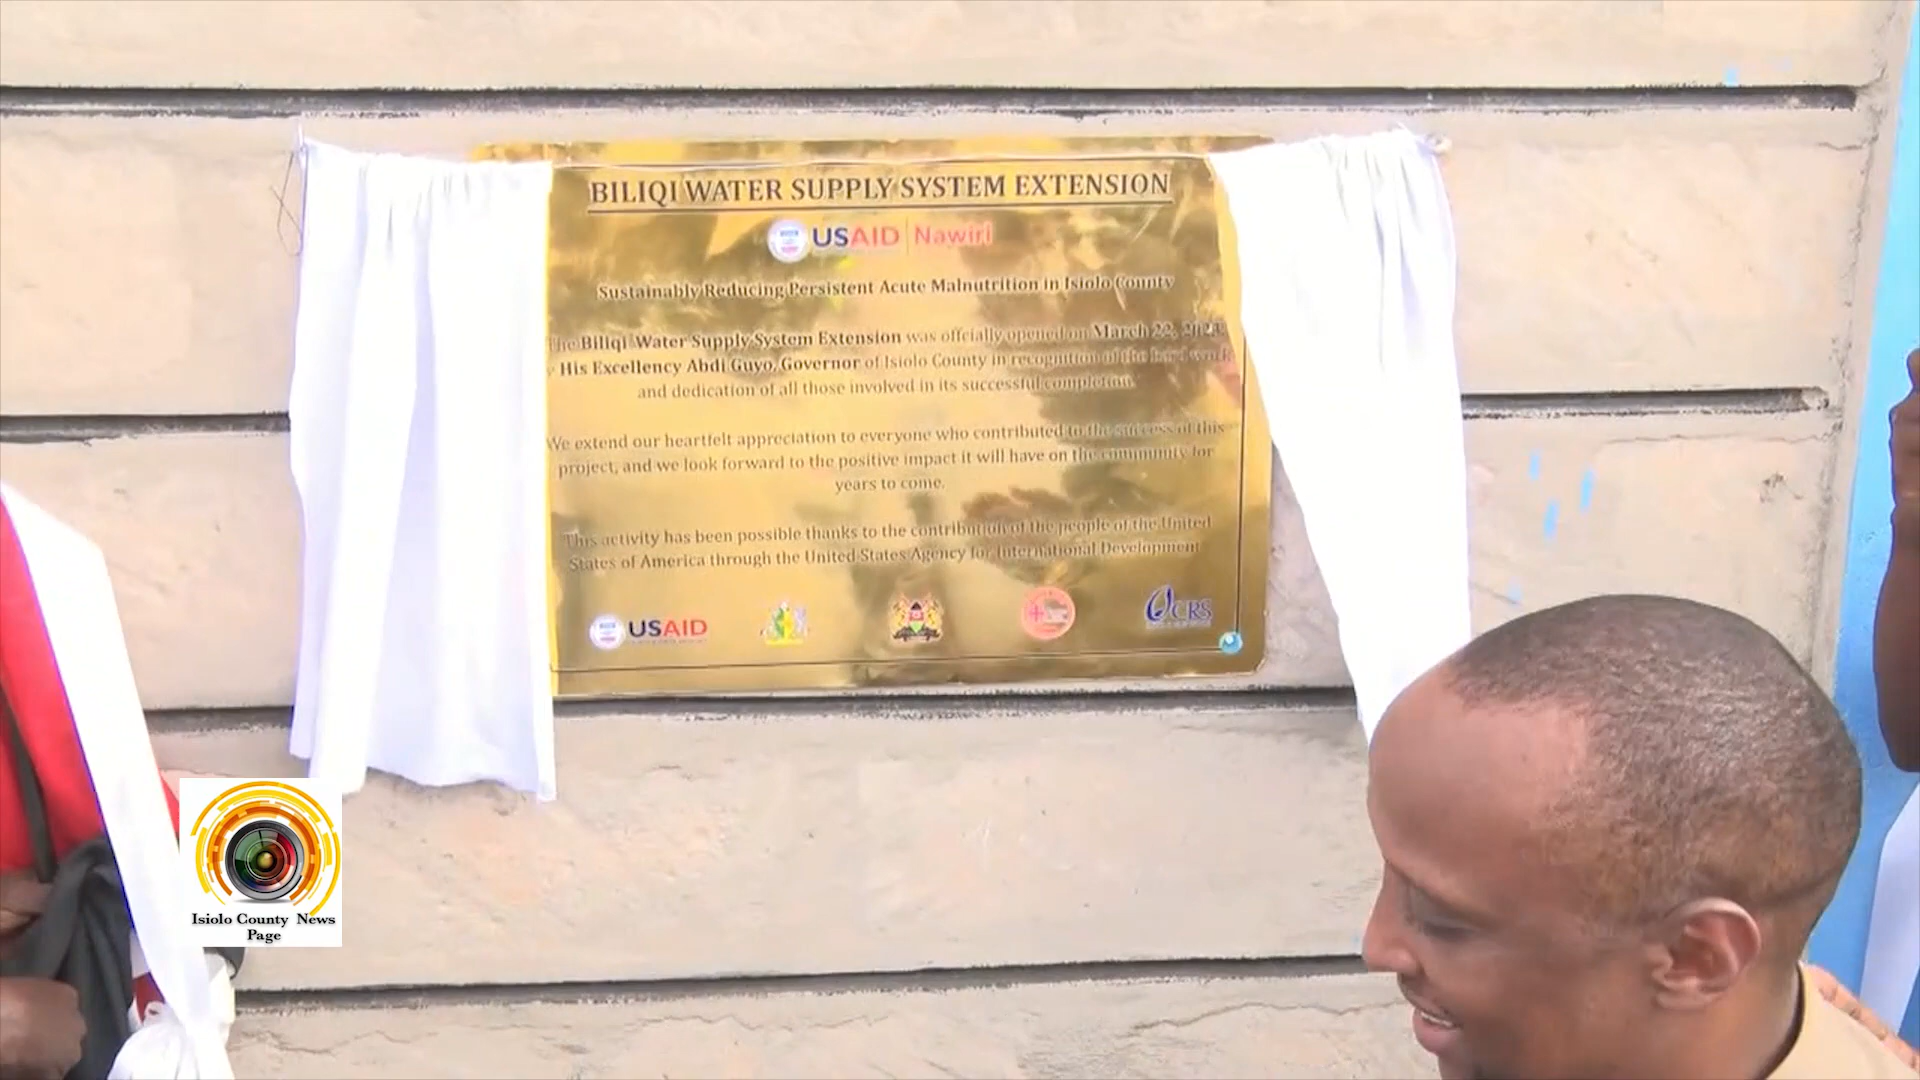 BILIQI WATER SUPPLY SYSTEM EXTENSION
USAID Nawiri
Sustainably Reducing Persistent Acute Malnutrition in Isiolo County
The Biliqi Water Supply System Extension was officially opened on March 22,
His Excellency Abdi Guyo, Governor of Isiolo County in recognition of the hard work
and dedication of all those involved in its successful completion.
We extend our heartfelt appreciation to everyone who contributed to the success of this
project, and we look forward to the positive impact it will have on the community for
years to come.
This activity has been possible thanks to the contribution of the people of the United
States of America through the United States Agency for International Development
USAID
CRS
Isiolo County News
Page